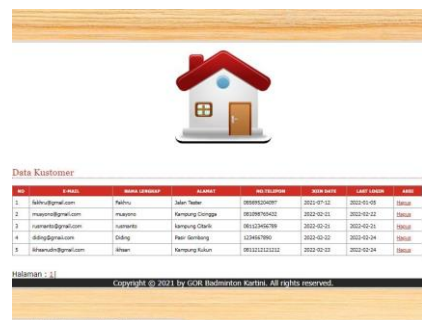 Data Kustomer
NO E-MAIL NAMA LENGKAP ALAMAT NO.TELEPON JOIN DATE LAST LOGIN AKSI
1 fakhru@gmail.com Fakhru Jalan Tester 089895204097 2021-07-12 2022-01-05 Hapus
2 muayono@gmail.com muayono Kampung Ciongga 081898760432 2022-02-21 2022-02-22 Hapus
3 rusmanto@gmail.com rusmanto kampung Citarik 081123456789 2022-02-21 2022-02-21 Hapus
4 diding@gmail.com Diding Pasir Gombong 1234567890 2022-02-22 2022-02-24 Hapus
5 ikhsanudin@gmail.com ikhsan Kampung Kukun 0811212121212 2022-02-23 2022-02-24 Hapus
Halaman : 1|
Copyright © 2021 by GOR Badminton Kartini. All rights reserved.